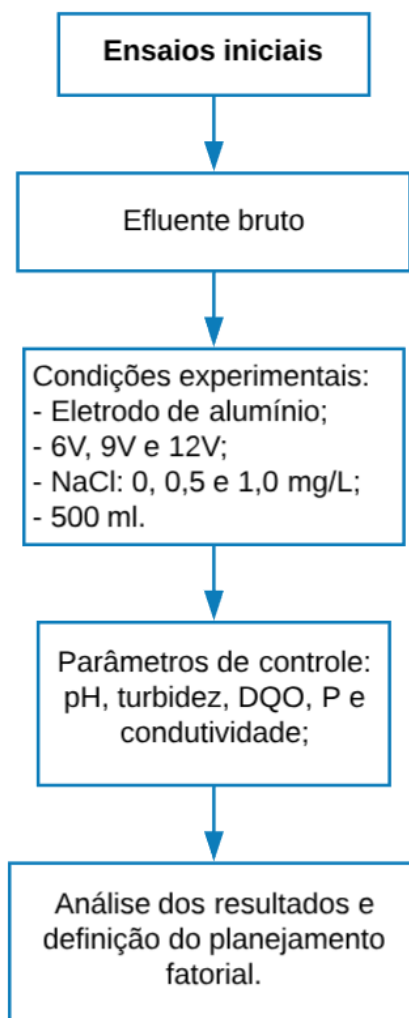 Ensaios iniciais
Efluente bruto
Condições experimentais:
- Eletrodo de alumínio;
- 6V, 9V e 12V;
- NaCl: 0, 0,5 e 1,0 mg/L;
- 500 ml.
Parâmetros de controle:
pH, turbidez, DQO, P e
condutividade;
Análise dos resultados e
definição do planejamento
fatorial.